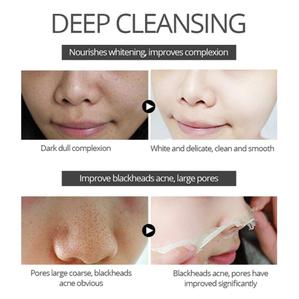 DEEP CLEANSING
Nourishes whitening, improves complexion
Dark dull complexion
White and delicate, clean and smooth
Improve blackheads acne, large pores
Pores large coarse, blackheads
acne obvious
Blackheads acne, pores have
improved significantly